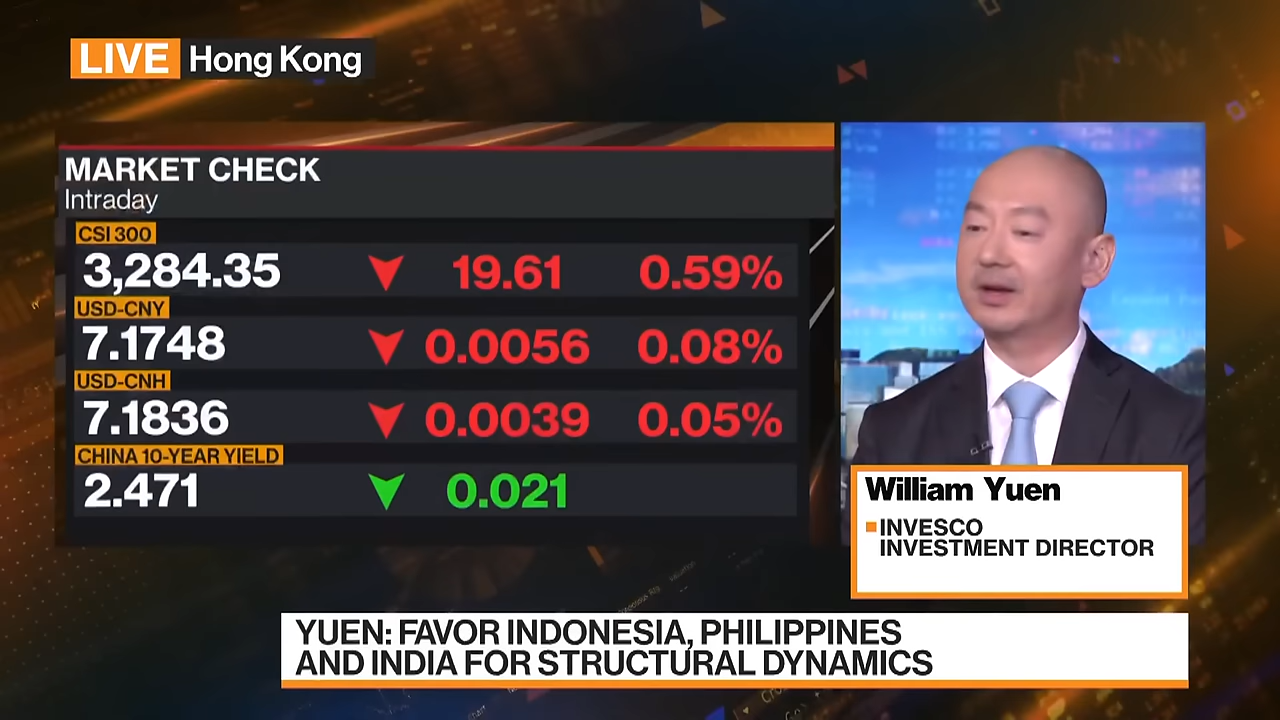 LIVE Hong Kong
MARKET CHECK
Intraday
CSI 300
3,284.35 19.61 0.59%
USD-CNY
7.1748 0.0056 0.08%
USD-CNH
7.1836 0.0039 0.05%
CHINA 10-YEAR YIELD
2.471 0.021
William Yuen
INVESCO
INVESTMENT DIRECTOR
YUEN: FAVOR INDONESIA, PHILIPPINES
AND INDIA FOR STRUCTURAL DYNAMICS